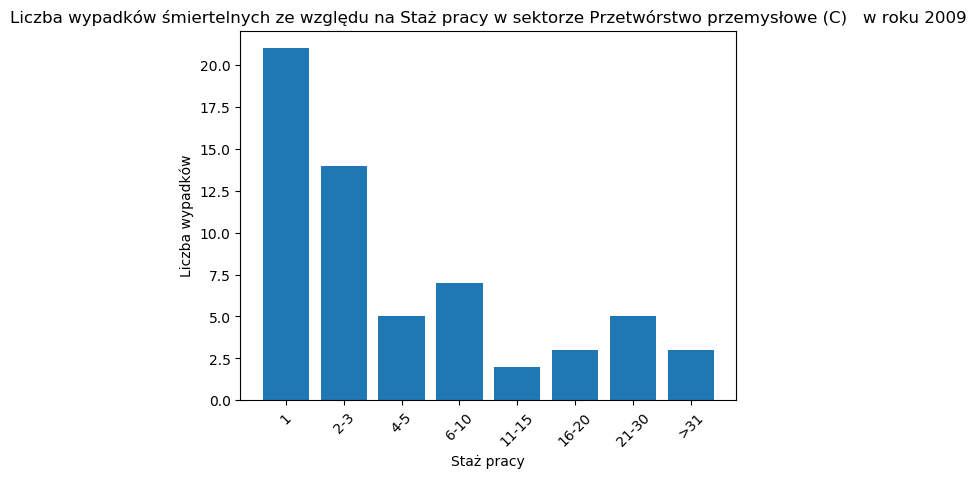 Liczba wypadków śmiertelnych ze względu na Staż pracy w sektorze Przetwórstwo przemysłowe (C)   w roku 2009
20.0
17.5
15.0
12.5
10.0
7.5
5.0
2.5
0.0
Liczba wypadków
1 2-3 4-5 6-10 11-15 16-20 21-30 >31
Staż pracy